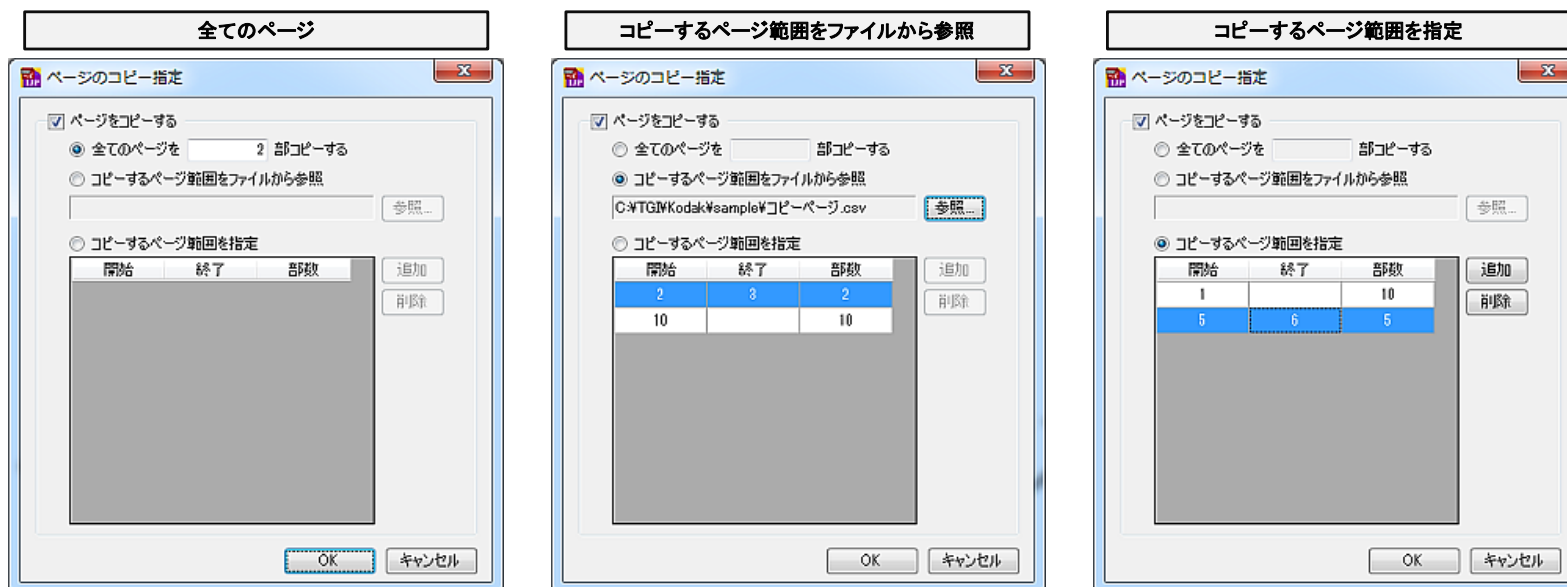 全てのページ
ページのコピー指定
ページをコピーする
全てのページを 2 部コピーする
コピーするページ範囲をファイルから参照
参照...
コピーするページ範囲を指定
開始 終了 部数
追加
削除
OK キャンセル
コピーするページ範囲をファイルから参照
ページのコピー指定
ページをコピーする
全てのページを 部コピーする
コピーするページ範囲をファイルから参照
C:¥TGI¥Kodak¥sample¥コピーページ.csv 参照...
コピーするページ範囲を指定
開始 終了 部数 追加
2 3 2 削除
10 10
OK キャンセル
コピーするページ範囲を指定
ページのコピー指定
ページをコピーする
全てのページを 部コピーする
コピーするページ範囲をファイルから参照
参照...
コピーするページ範囲を指定
開始 終了 部数 追加
1 10 削除
5 6 5
OK キャンセル